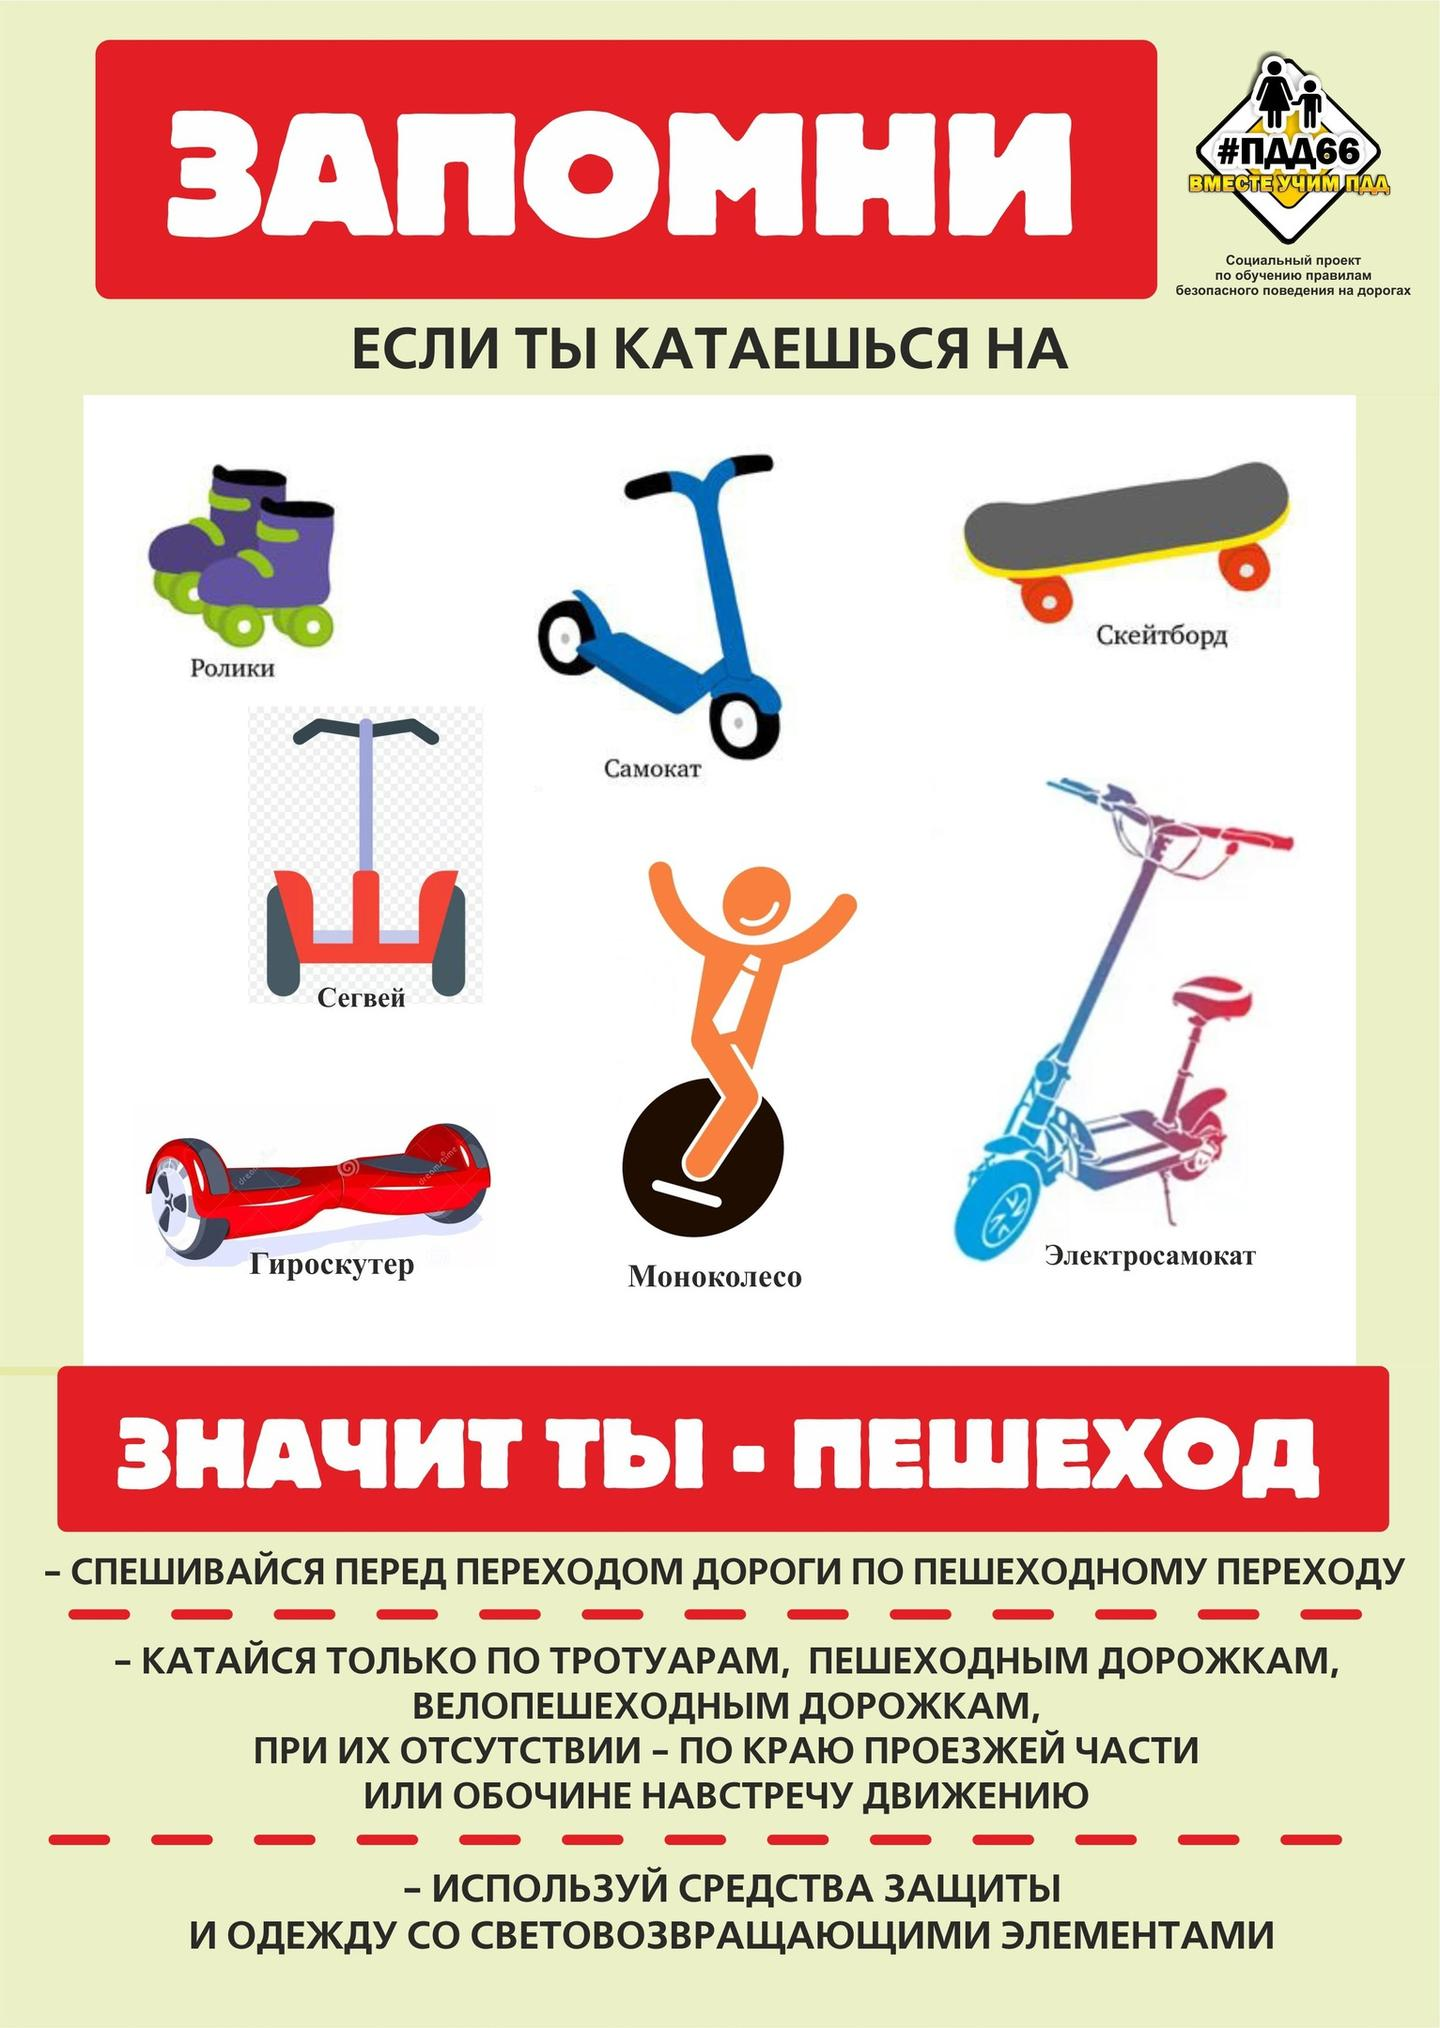 ЗАПОМНИ
#ПДД66
ВМЕСТЕ УЧИМ ПДД
Социальный проект
по обучению правилам
безопасного поведения на дорогах
ЕСЛИ ТЫ КАТАЕШЬСЯ НА
Ролики
Самокат
Скейтборд
Сегвей
Гироскутер
Моноколесо
Электросамокат
ЗНАЧИТ ТЫ - ПЕШЕХОД
– СПЕШИВАЙСЯ ПЕРЕД ПЕРЕХОДОМ ДОРОГИ ПО ПЕШЕХОДНОМУ ПЕРЕХОДУ
– КАТАЙСЯ ТОЛЬКО ПО ТРОТУАРАМ, ПЕШЕХОДНЫМ ДОРОЖКАМ,
ВЕЛОПЕШЕХОДНЫМ ДОРОЖКАМ,
ПРИ ИХ ОТСУТСТВИИ – ПО КРАЮ ПРОЕЗЖЕЙ ЧАСТИ
ИЛИ ОБОЧИНЕ НАВСТРЕЧУ ДВИЖЕНИЮ
– ИСПОЛЬЗУЙ СРЕДСТВА ЗАЩИТЫ
И ОДЕЖДУ СО СВЕТОВОЗВРАЩАЮЩИМИ ЭЛЕМЕНТАМИ